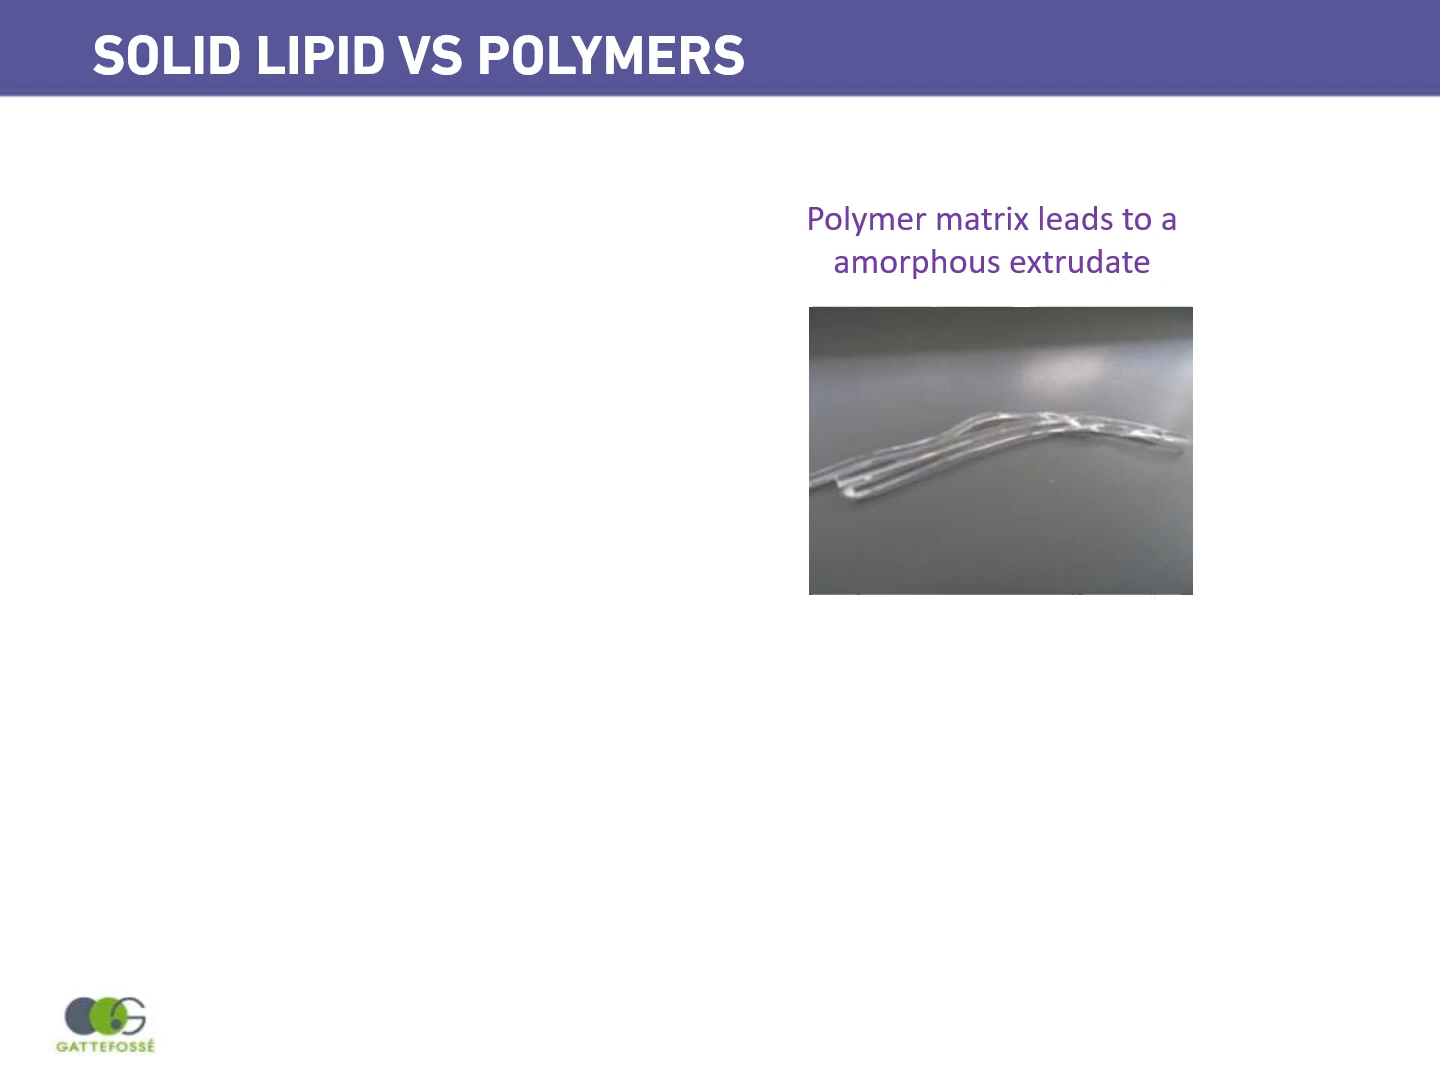 SOLID LIPID VS POLYMERS
Polymer matrix leads to a
amorphous extrudate
GATTEFOSSÉ